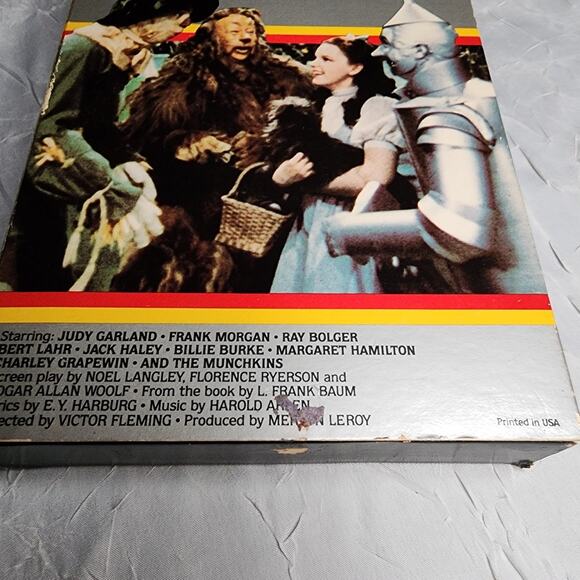 Starring: JUDY GARLAND • FRANK MORGAN • RAY BOLGER
BERT LAHR • JACK HALEY • BILLIE BURKE • MARGARET HAMILTON
CHARLEY GRAPEWIN • AND THE MUNCHKINS
creen play by NOEL LANGLEY, FLORENCE RYERSON and
DGAR ALLAN WOOLF • From the book by L. FRANK BAUM
rics by E.Y. HARBURG • Music by HAROLD
ected by VICTOR FLEMING • Produced by LEROY
Printed in USA